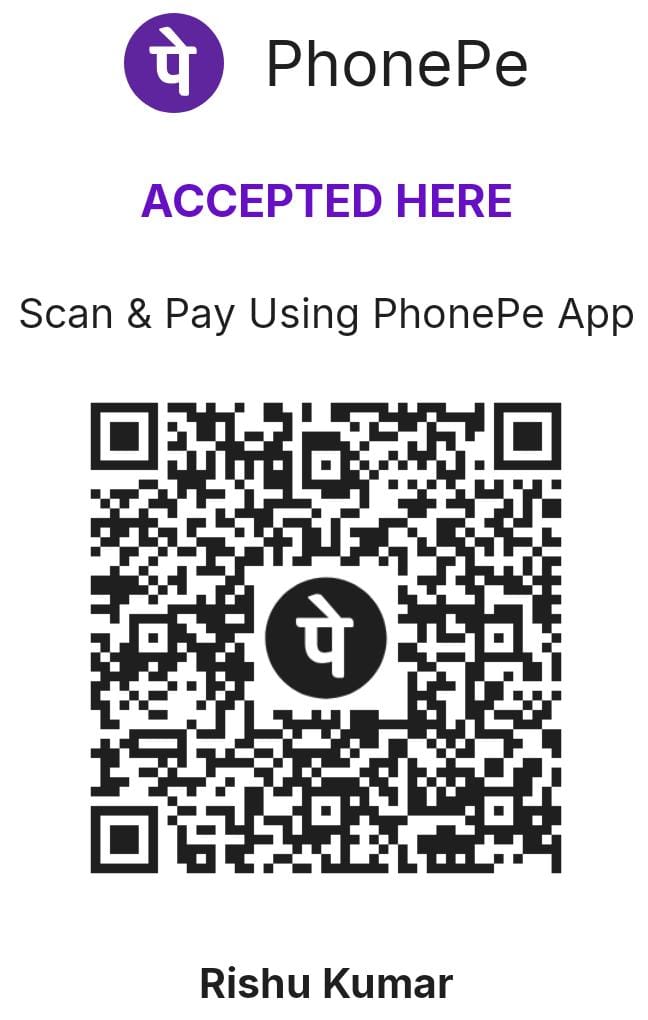 पे PhonePe
ACCEPTED HERE
Scan & Pay Using PhonePe App
पे
Rishu Kumar